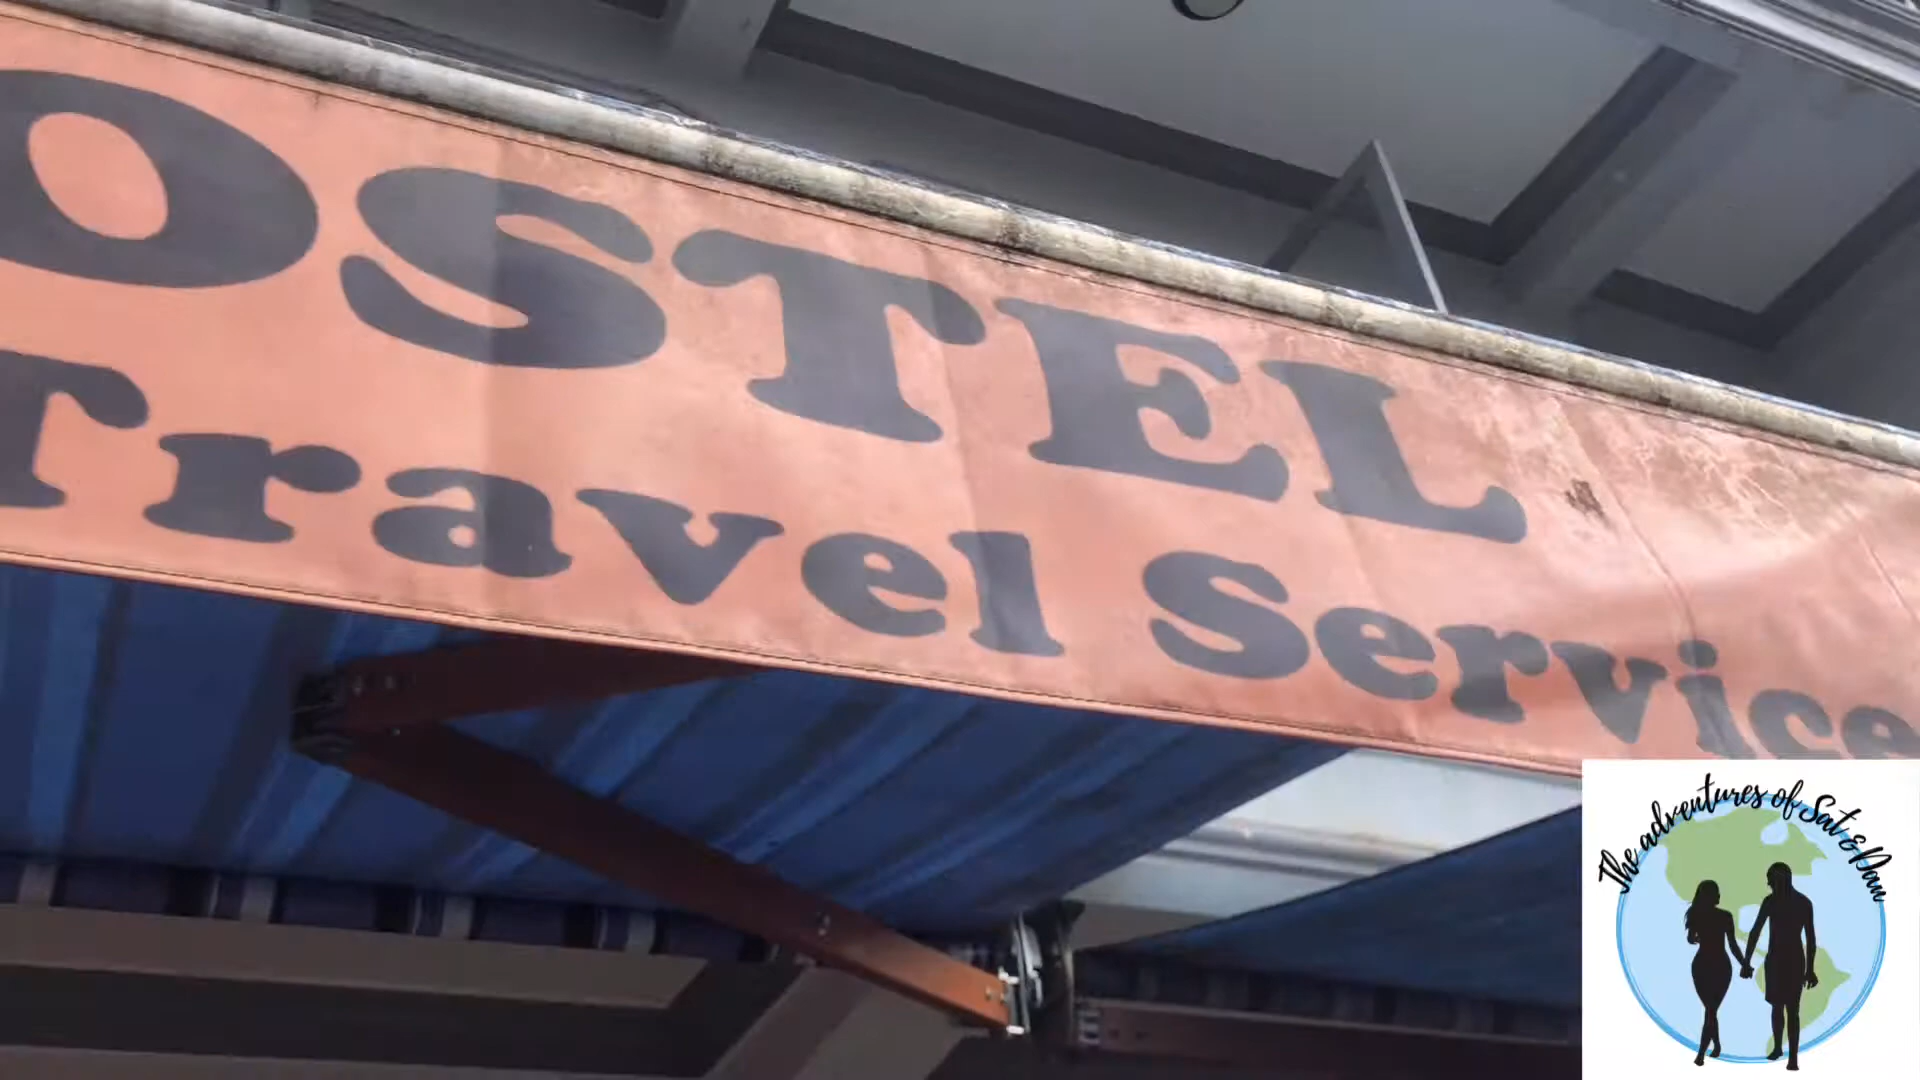 OSTEL
Travel Service
The adventures of Sat & Dan